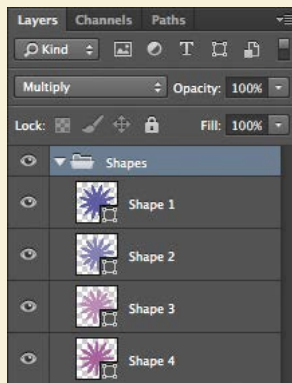 Layers Channels Paths
Kind
Multiply Opacity: 100%
Lock: Fill: 100%
Shapes
Shape 1
Shape 2
Shape 3
Shape 4